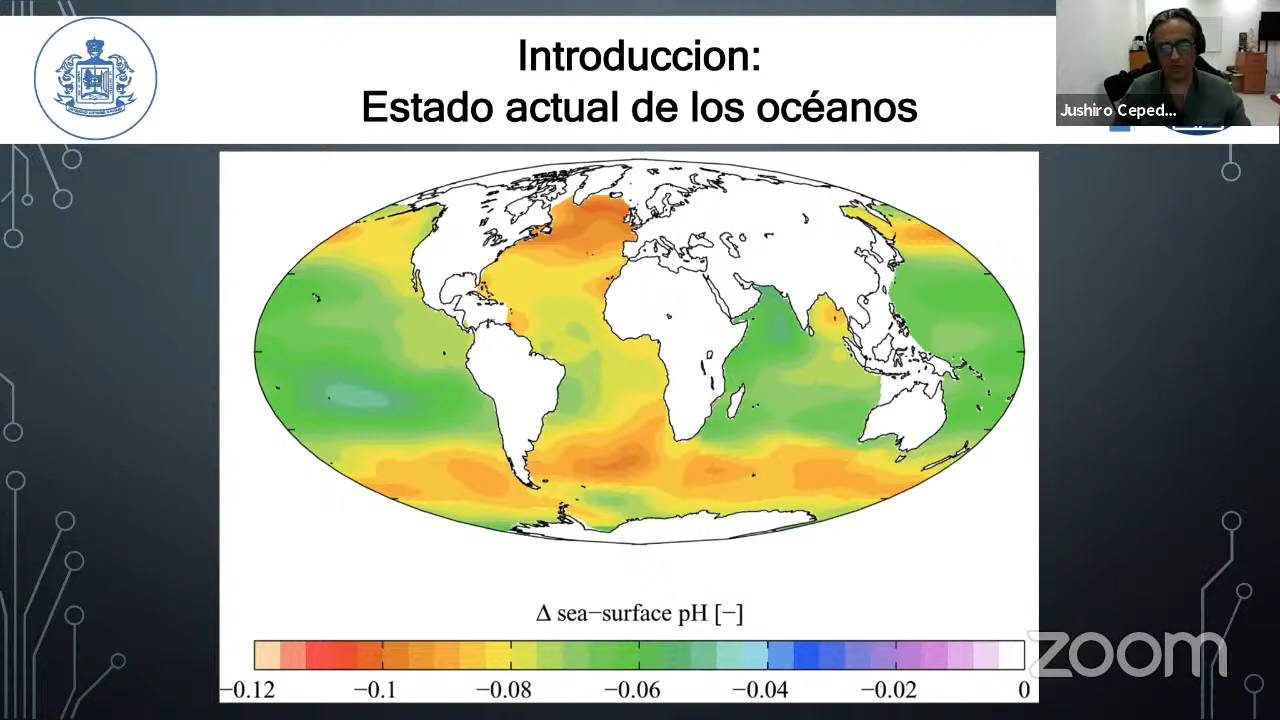 Introduccion:
Estado actual de los océanos
Jushiro Ceped...
Δ sea−surface pH [−]
−0.12 −0.1 −0.08 −0.06 −0.04 −0.02 0
zoom